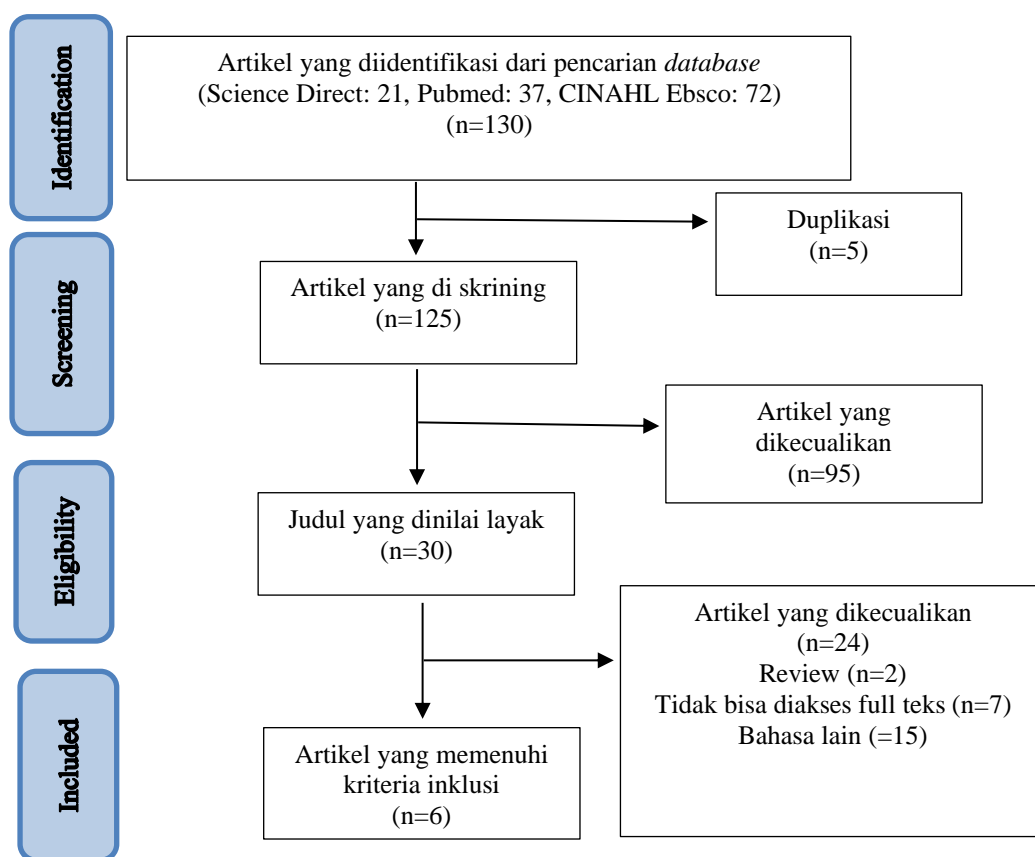 Identification
Artikel yang diidentifikasi dari pencarian database
(Science Direct: 21, Pubmed: 37, CINAHL Ebsco: 72)
(n=130)
Duplikasi
(n=5)
Screening
Artikel yang di skrining
(n=125)
Artikel yang
dikecualikan
(n=95)
Eligibility
Judul yang dinilai layak
(n=30)
Artikel yang dikecualikan
(n=24)
Review (n=2)
Tidak bisa diakses full teks (n=7)
Bahasa lain (=15)
Included
Artikel yang memenuhi
kriteria inklusi
(n=6)